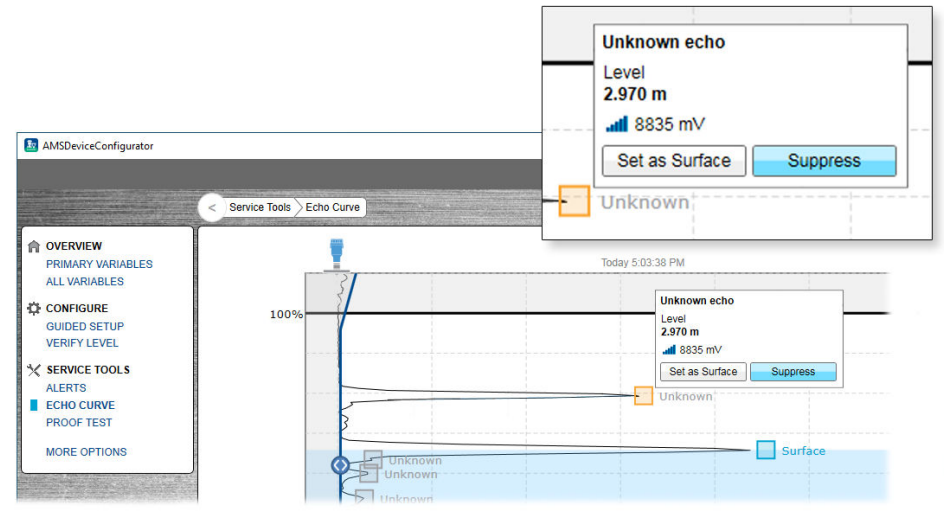 Unknown echo
Level
2.970 m
8835 mV
Set as Surface Suppress
Unknown
AMSDeviceConfigurator
< Service Tools Echo Curve
OVERVIEW
PRIMARY VARIABLES
ALL VARIABLES
CONFIGURE
GUIDED SETUP
VERIFY LEVEL
SERVICE TOOLS
ALERTS
ECHO CURVE
PROOF TEST
MORE OPTIONS
Today 5:03:38 PM
100%
Unknown echo
Level
2.970 m
8835 mV
Set as Surface Suppress
Unknown
Surface
Unknown
Unknown
Unknown